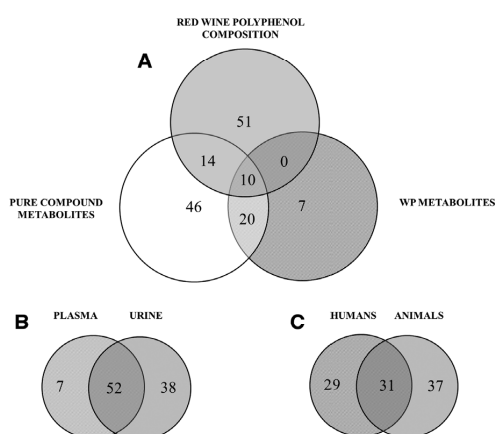 RED WINE POLYPHENOL
COMPOSITION
A
51
14
0
10
PURE COMPOUND
METABOLITES
46
20
7
WP METABOLITES
B
PLASMA
URINE
7
52
38
C
HUMANS
ANIMALS
29
31
37